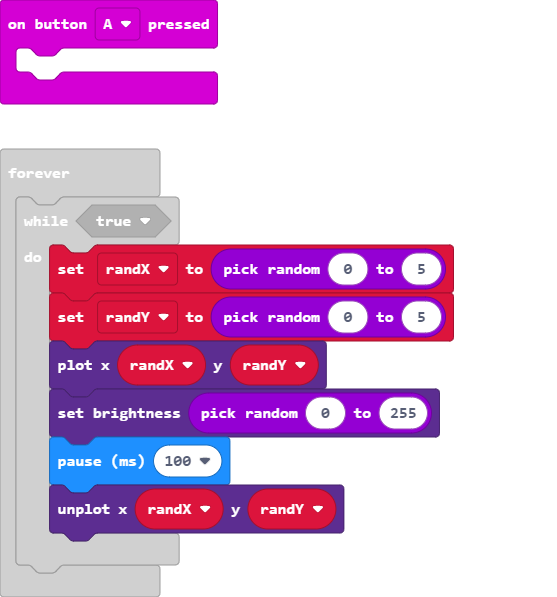 on button A pressed
forever
while true
do
set randX to pick random 0 to 5
set randY to pick random 0 to 5
plot x randX y randY
set brightness pick random 0 to 255
pause (ms) 100
unplot x randX y randY